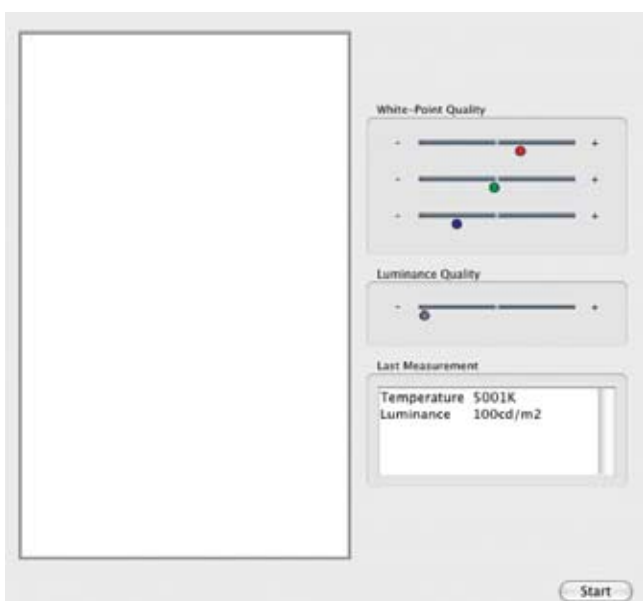 White-Point Quality
- +
- +
- +
Luminance Quality
- +
Last Measurement
Temperature 5001K
Luminance 100cd/m2
Start